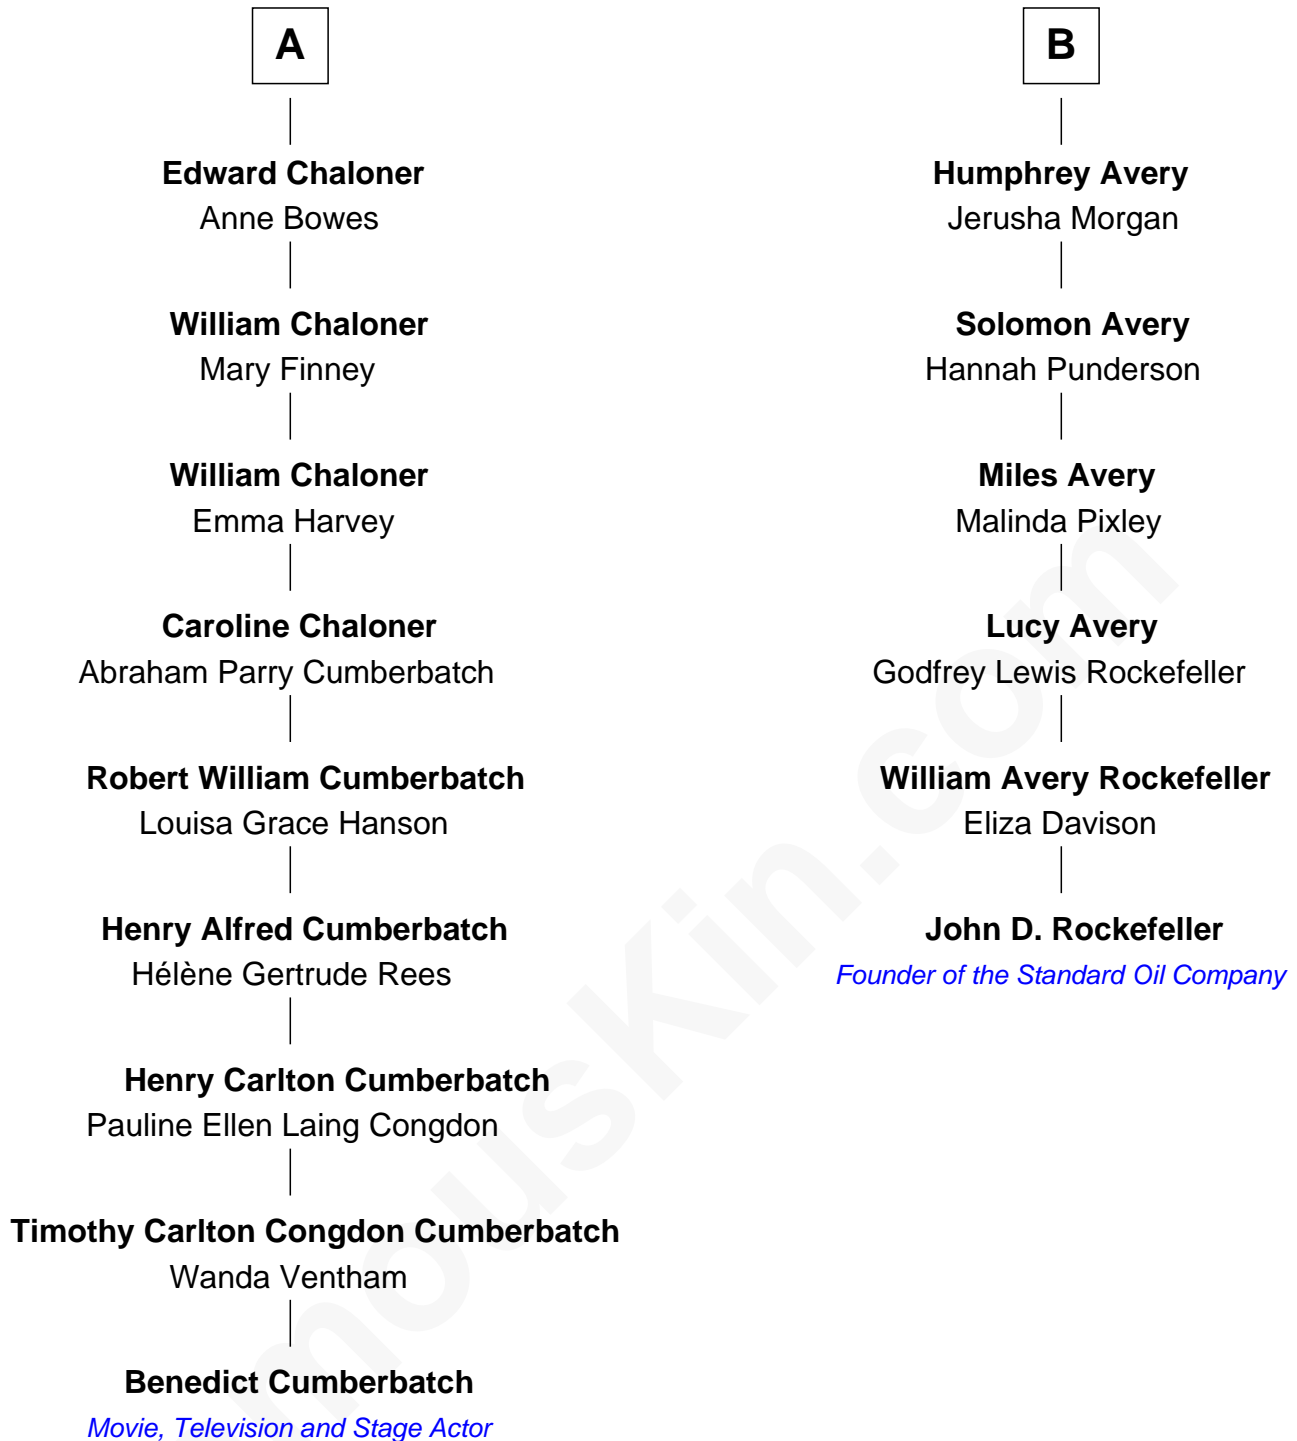 A
Edward Chaloner
Anne Bowes
William Chaloner
Mary Finney
William Chaloner
Emma Harvey
Caroline Chaloner
Abraham Parry Cumberbatch
Robert William Cumberbatch
Louisa Grace Hanson
Henry Alfred Cumberbatch
Hélène Gertrude Rees
Henry Carlton Cumberbatch
Pauline Ellen Laing Congdon
Timothy Carlton Congdon Cumberbatch
Wanda Ventham
Benedict Cumberbatch
Movie, Television and Stage Actor
B
Humphrey Avery
Jerusha Morgan
Solomon Avery
Hannah Punderson
Miles Avery
Malinda Pixley
Lucy Avery
Godfrey Lewis Rockefeller
William Avery Rockefeller
Eliza Davison
John D. Rockefeller
Founder of the Standard Oil Company
mousKin.com